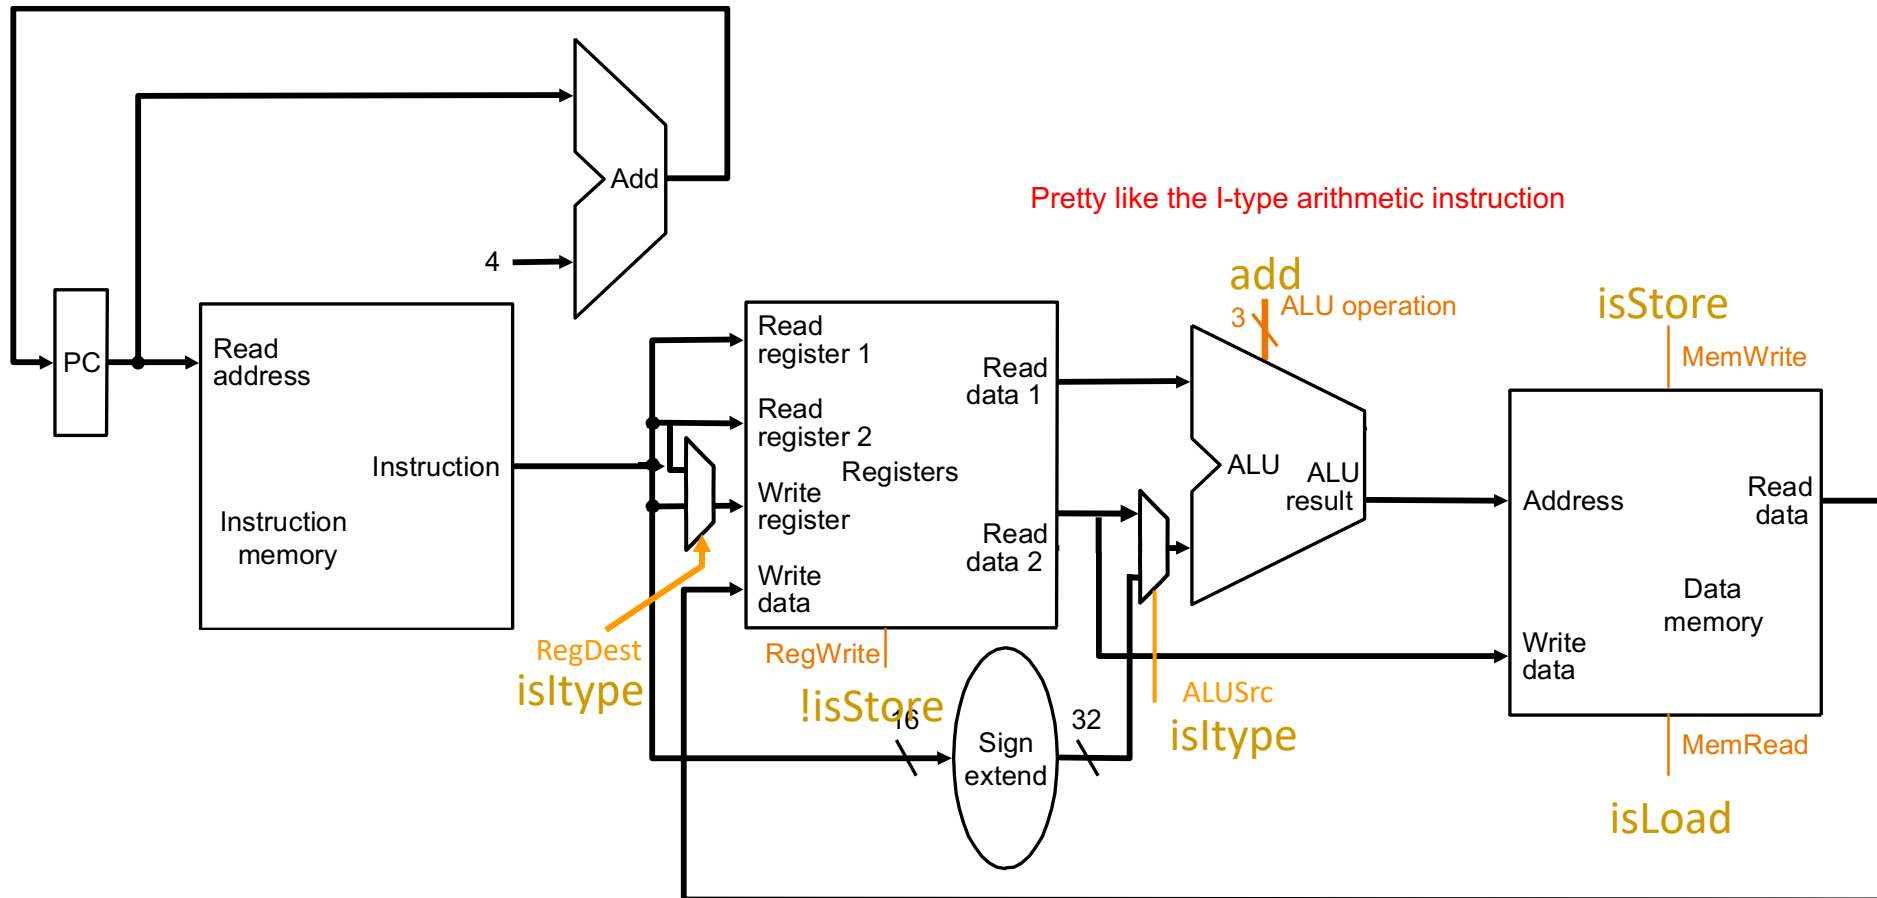 Add
4
Pretty like the I-type arithmetic instruction
add
3
ALU operation
isStore
MemWrite
PC
Read
address
Instruction
Instruction
memory
Read
register 1
Read
register 2
Registers
Write
register
Write
data
Read
data 1
Read
data 2
RegDest
isItype
RegWrite
!isStore
16
Sign
extend
32
ALUSrc
isItype
ALU
ALU
result
Address
Read
data
Data
memory
Write
data
MemRead
isLoad